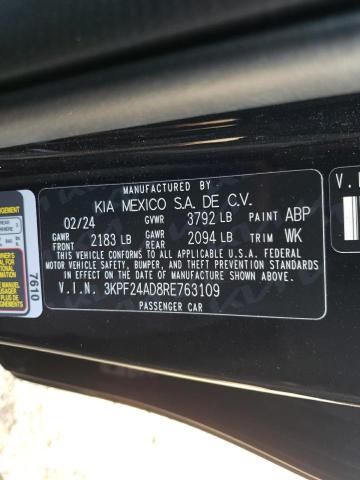 MANUFACTURED BY
KIA MEXICO S.A. DE C.V.
02/24 GVWR 3792 LB PAINT ABP
GAWR FRONT 2183 LB GAWR REAR 2094 LB TRIM WK
THIS VEHICLE CONFORMS TO ALL APPLICABLE U.S.A. FEDERAL
MOTOR VEHICLE SAFETY, BUMPER, AND THEFT PREVENTION STANDARDS IN
EFFECT ON THE DATE OF MANUFACTURE SHOWN ABOVE.
V.I.N. 3KPF24AD8RE763109
PASSENGER CAR
7610